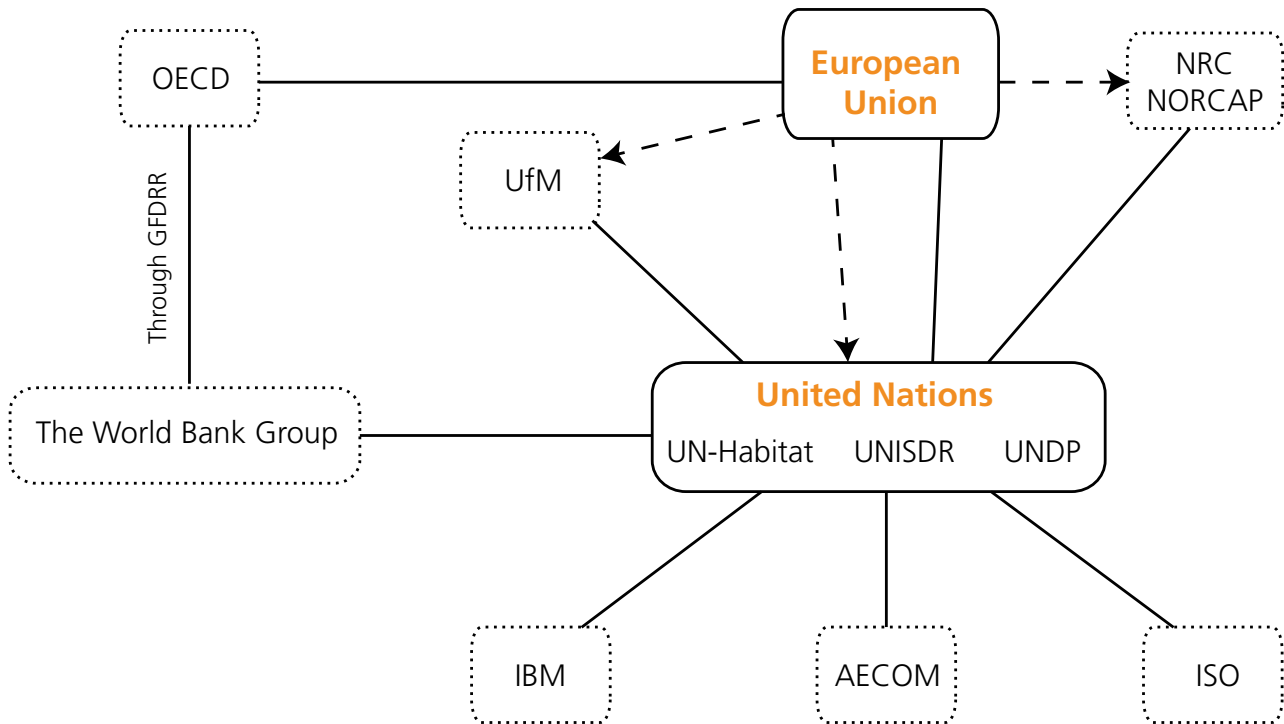 OECD
European
Union
NRC
NORCAP
UfM
Through GFDRR
United Nations
The World Bank Group
UN-Habitat UNISDR UNDP
IBM
AECOM
ISO